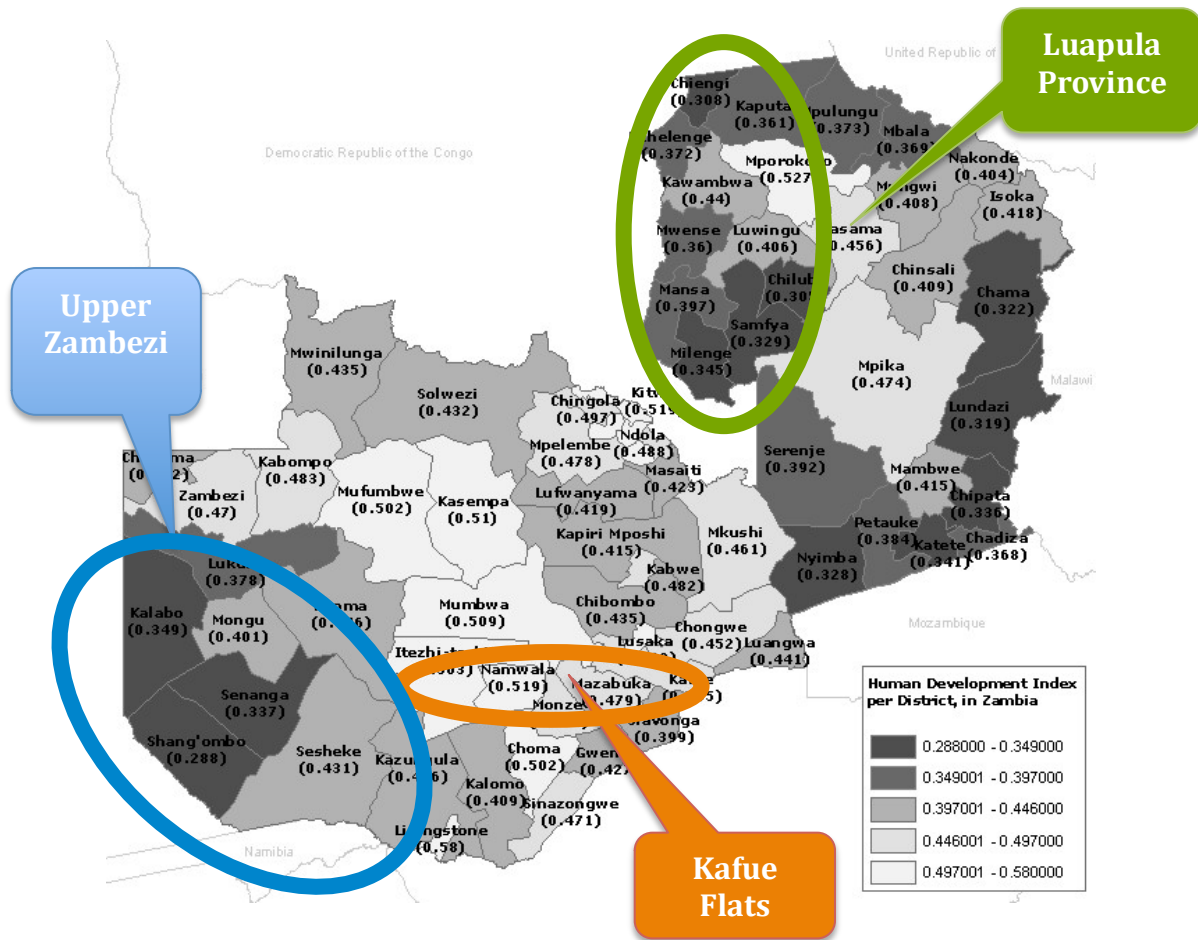 United Republic of
Luapula
Province
Democratic Republic of the Congo
Chiengi
(0.308)
Kaputa
(0.361)
(0.373)
Mbala
(0.369)
(0.372)
Nakonde
(0.404)
(0.527
Kawambwa
(0.44)
(0.408)
Isoka
(0.418)
Mwense
(0.36)
Luwingu
(0.406)
(0.456)
Chinsali
(0.409)
Mansa
(0.397)
Chama
(0.322)
Samfya
(0.329)
Milenge
(0.345)
Mpika
(0.474)
Malawi
Lundazi
(0.319)
Upper
Zambezi
Mwinilunga
(0.435)
Solwezi
(0.432)
Chingola
(0.497)
Ndola
(0.488)
Mpelembe
(0.478)
Masaiti
(0.423)
Serenje
(0.392)
Mambwe
(0.415)
Chipata
(0.336)
Kabompo
(0.483)
Zambezi
(0.47)
Mufumbwe
(0.502)
Kasempa
(0.51)
Lufwanyama
(0.419)
Kapiri Mposhi
(0.415)
Mkushi
(0.461)
Petauke
(0.384)
Katete
(0.341)
Chadiza
(0.368)
Nyimba
(0.328)
Kabwe
(0.482)
(0.378)
Kalabo
(0.349)
Mongu
(0.401)
Mumbwa
(0.509)
Chibombo
(0.435)
Chongwe
(0.452)
Luangwa
(0.441)
Mozambique
Lusaka
Namwala
(0.519)
Mazabuka
(0.479)
Monze
(0.399)
Senanga
(0.337)
Shang'ombo
(0.288)
Sesheke
(0.431)
Choma
(0.502)
Kalomo
(0.409)
Sinazongwe
(0.471)
Livingstone
(0.58)
Namibia
Kafue
Flats
Human Development Index
per District, in Zambia
0.288000 - 0.349000
0.349001 - 0.397000
0.397001 - 0.446000
0.446001 - 0.497000
0.497001 - 0.580000